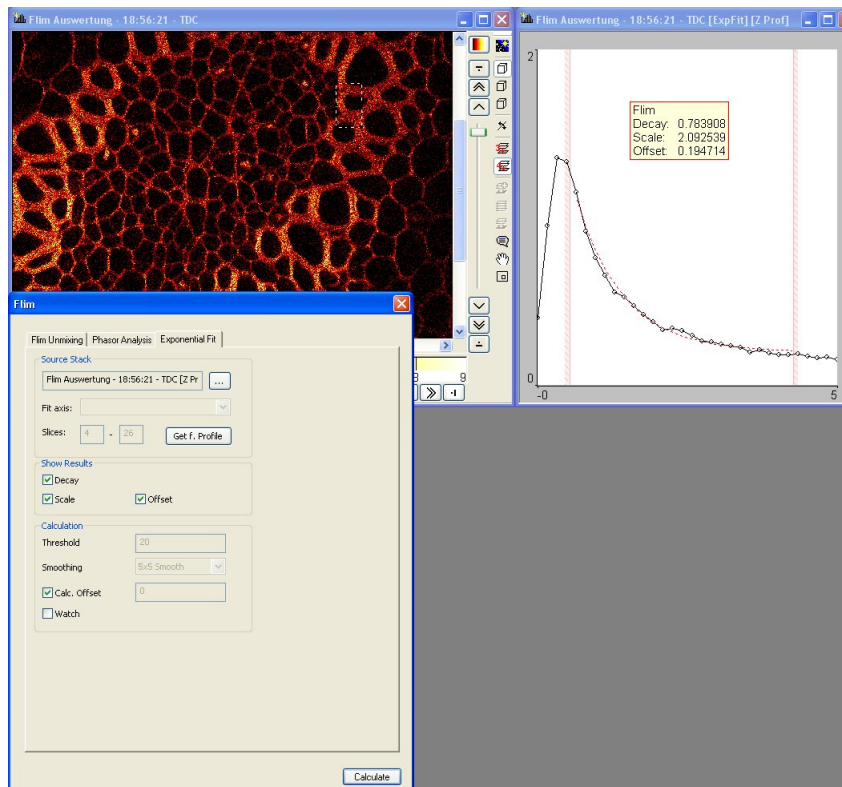 Flim Auswertung - 18:56:21 - TDC
Flim Auswertung - 18:56:21 - TDC [ExpFit] [Z Prof]
2
Flim
Decay: 0.783908
Scale: 2.092539
Offset: 0.194714
0
-0
5
8
9
Flim
Flim Unmixing
Phasor Analysis
Exponential Fit
Source Stack
Flim Auswertung - 18:56:21 - TDC [Z Pr
...
Fit axis:
Slices: 4 - 26
Get f. Profile
Show Results
Decay
Scale
Offset
Calculation
Threshold 20
Smoothing 5x5 Smooth
Calc. Offset 0
Watch
Calculate